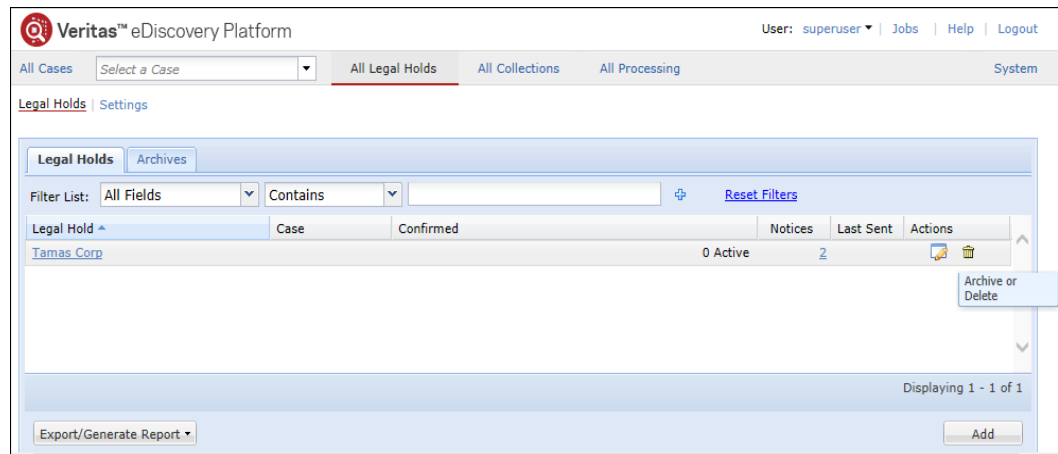 Veritas™ eDiscovery Platform User: superuser | Jobs | Help | Logout
All Cases Select a Case All Legal Holds All Collections All Processing System
Legal Holds | Settings
Legal Holds Archives
Filter List: All Fields Contains Reset Filters
Legal Hold Case Confirmed Notices Last Sent Actions
Tamas Corp 0 Active 2
Archive or
Delete
Displaying 1 - 1 of 1
Export/Generate Report Add